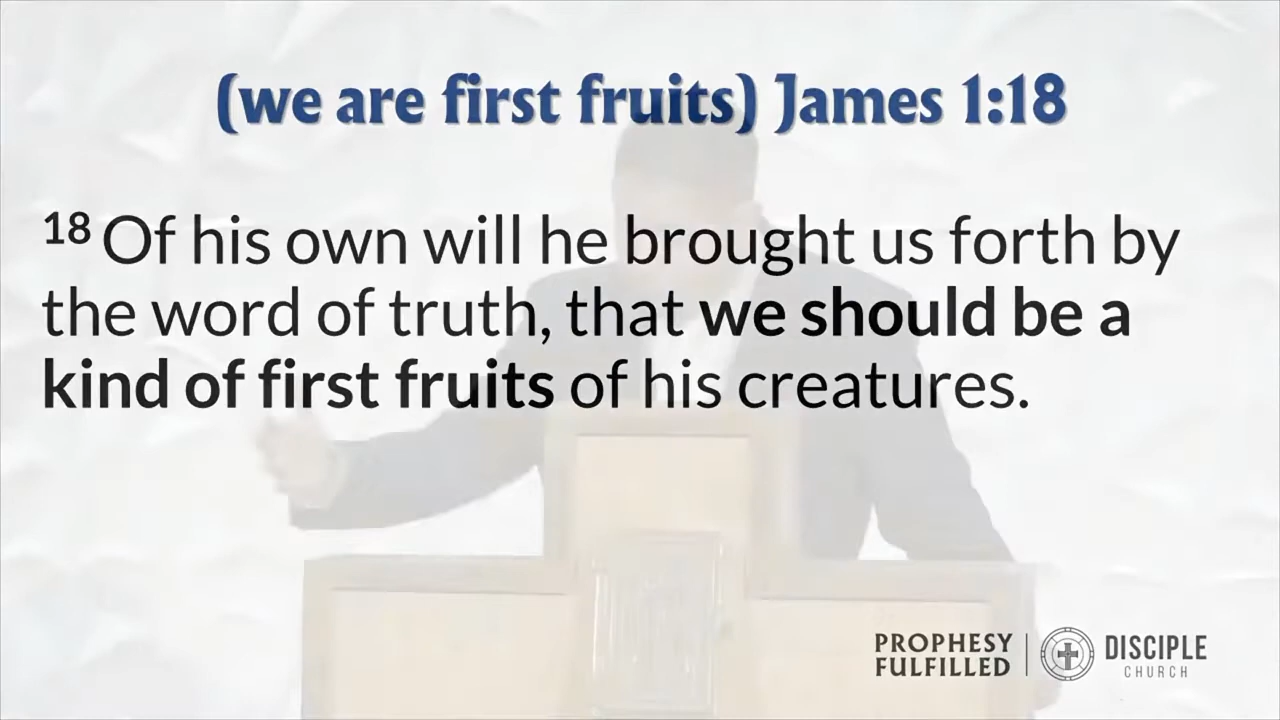 (we are first fruits) James 1:18
18 Of his own will he brought us forth by
the word of truth, that we should be a
kind of first fruits of his creatures.
PROPHESY
FULFILLED
DISCIPLE
CHURCH